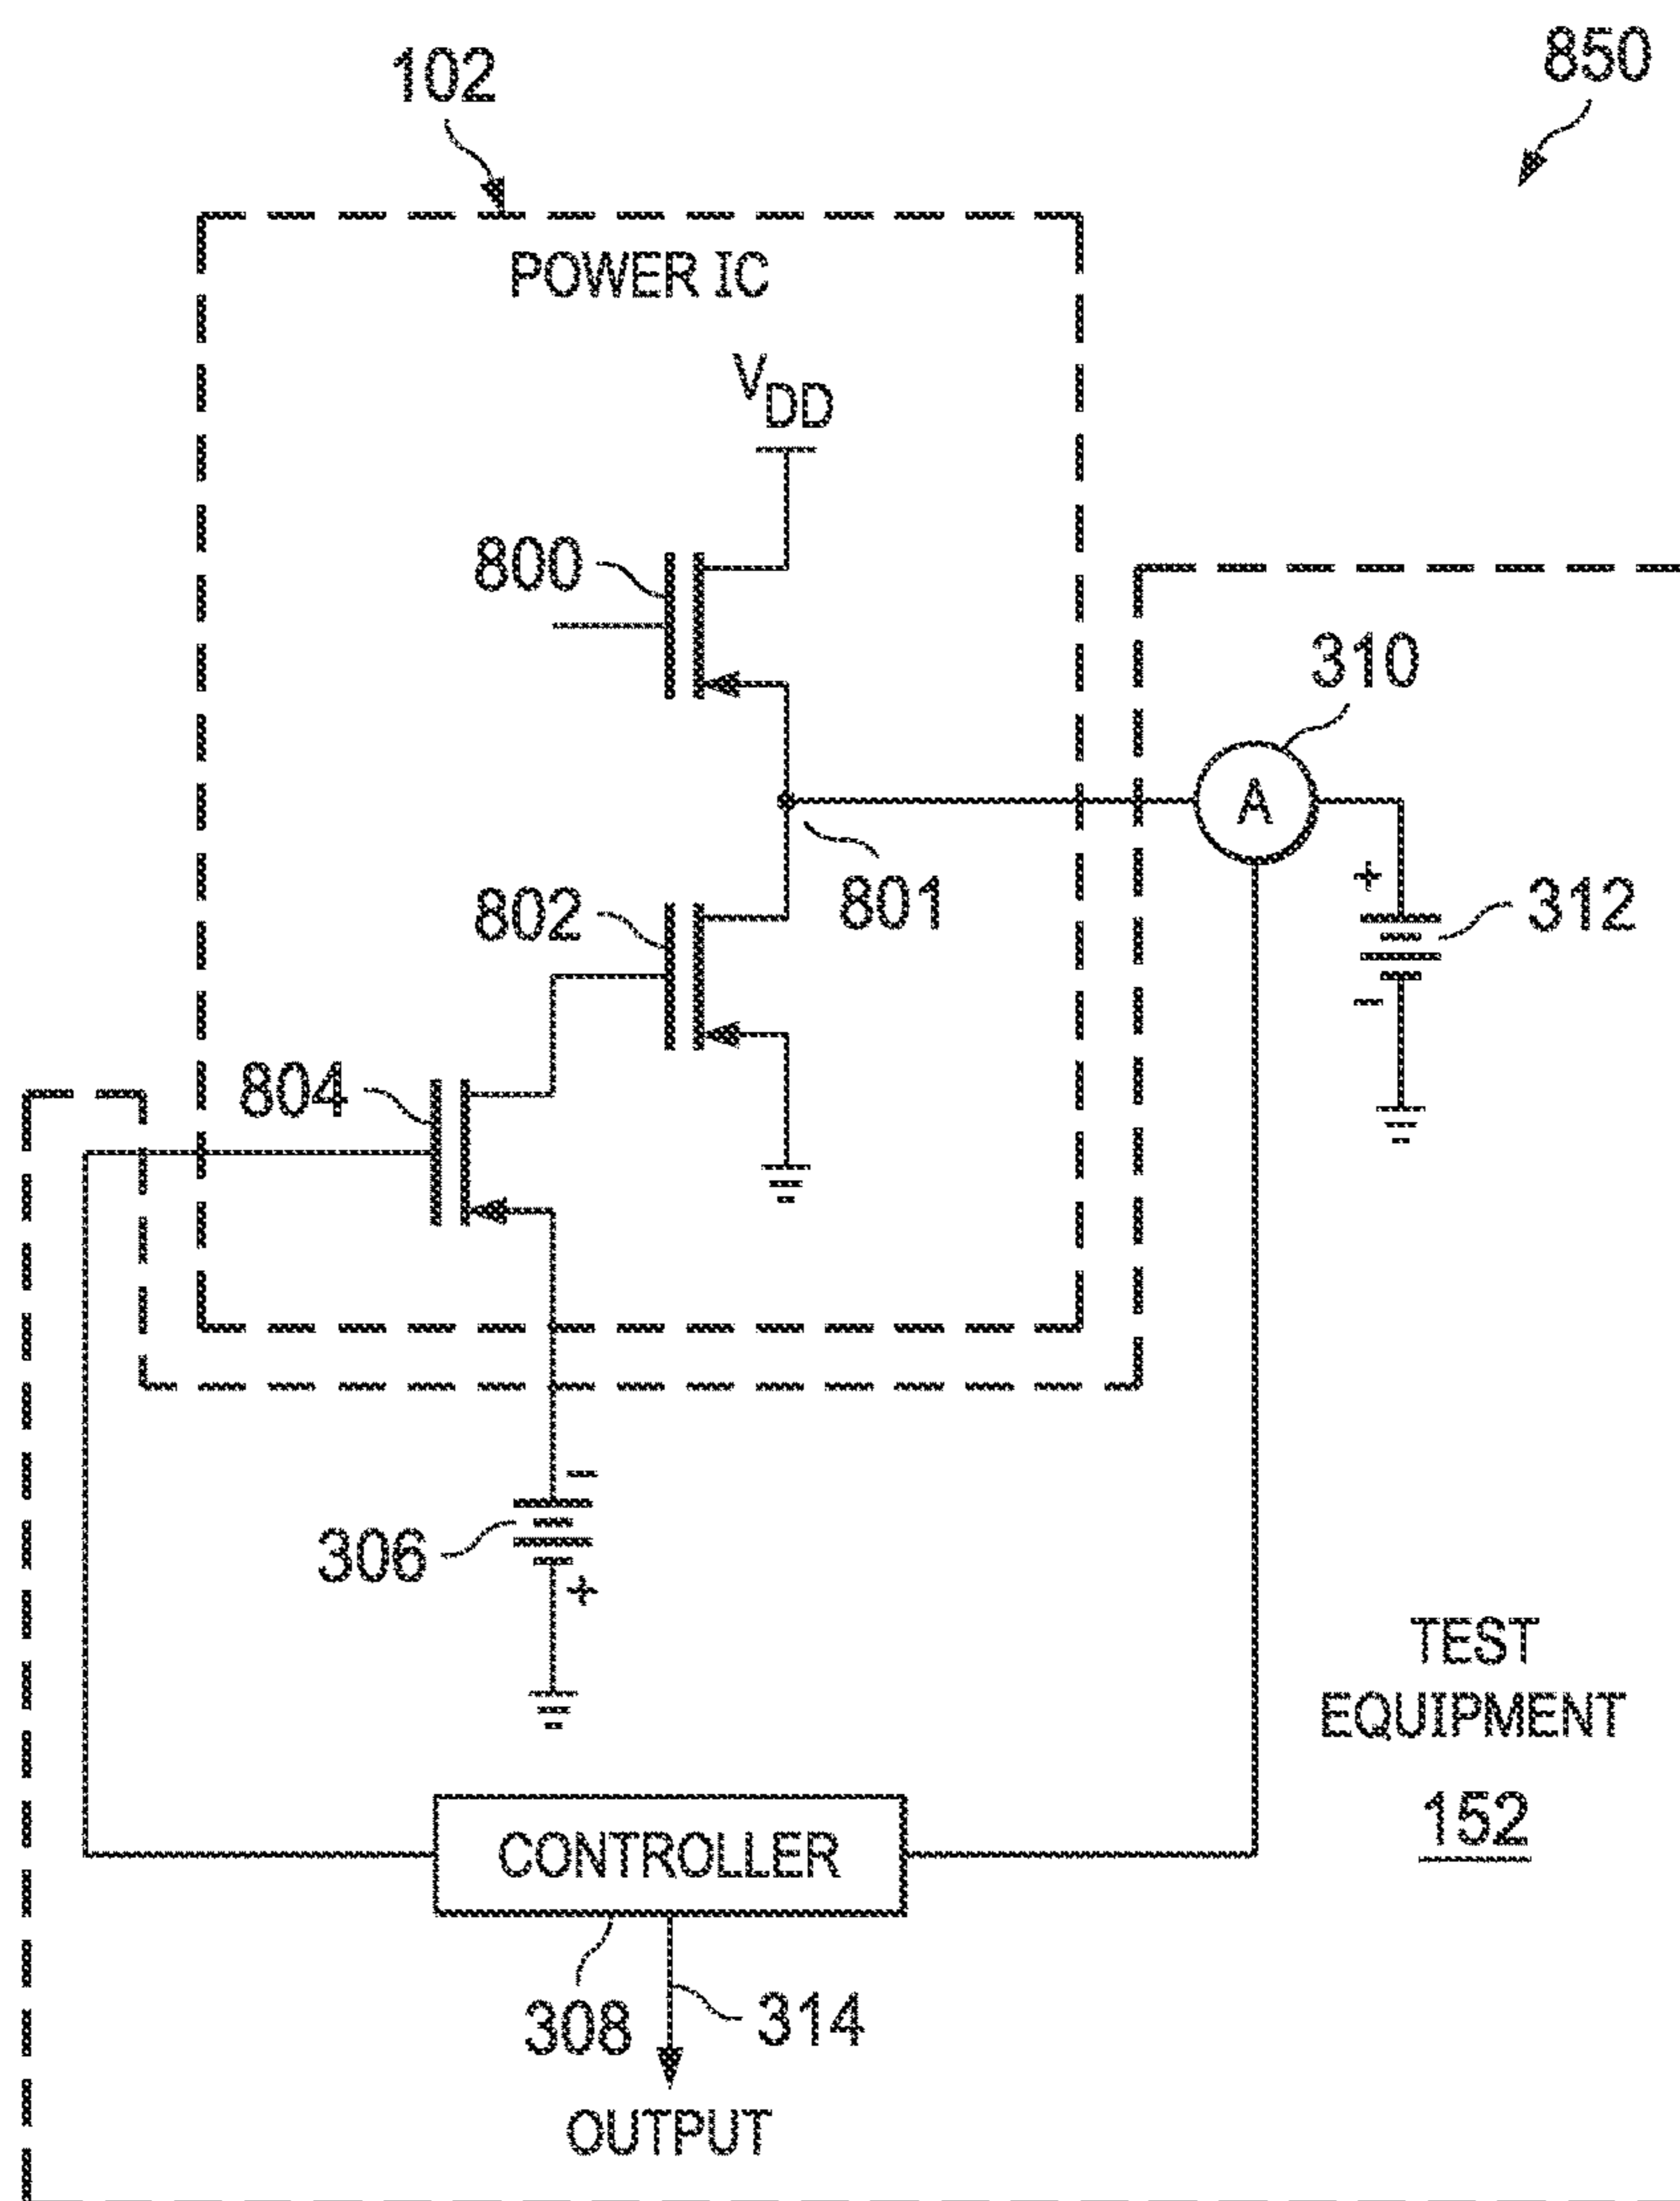 850
102
POWER IC
VDD
800
310
A
801
802
+
312
−
804
−
306
+
TEST
EQUIPMENT
152
CONTROLLER
308
314
OUTPUT